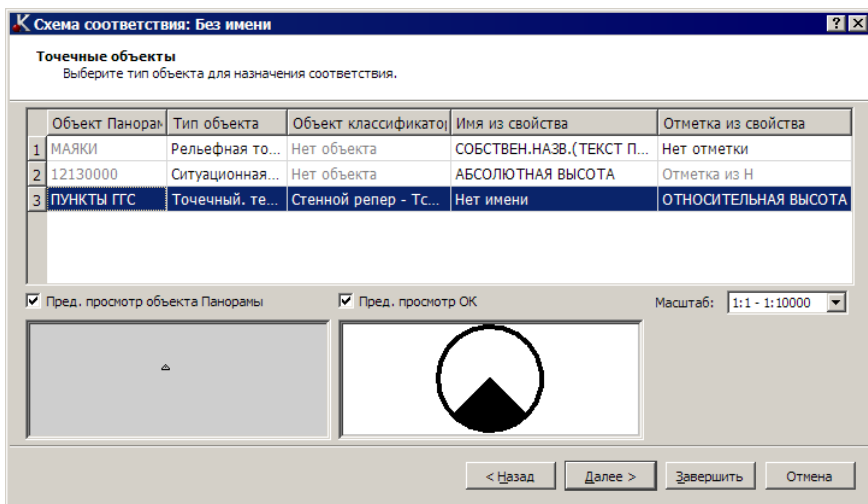 Схема соответствия: Без имени
Точечные объекты
Выберите тип объекта для назначения соответствия.
Объект Панорам Тип объекта Объект классификатор Имя из свойства Отметка из свойства
1 МАЯКИ Рельефная то... Нет объекта СОБСТВЕН.НАЗВ.(ТЕКСТ П... Нет отметки
2 12130000 Ситуационная... Нет объекта АБСОЛЮТНАЯ ВЫСОТА Отметка из H
3 ПУНКТЫ ГГС Точечный. те... Стенной репер - Тс... Нет имени ОТНОСИТЕЛЬНАЯ ВЫСОТА
Пред. просмотр объекта Панорамы Пред. просмотр ОК Масштаб: 1:1 - 1:10000
< Назад Далее > Завершить Отмена